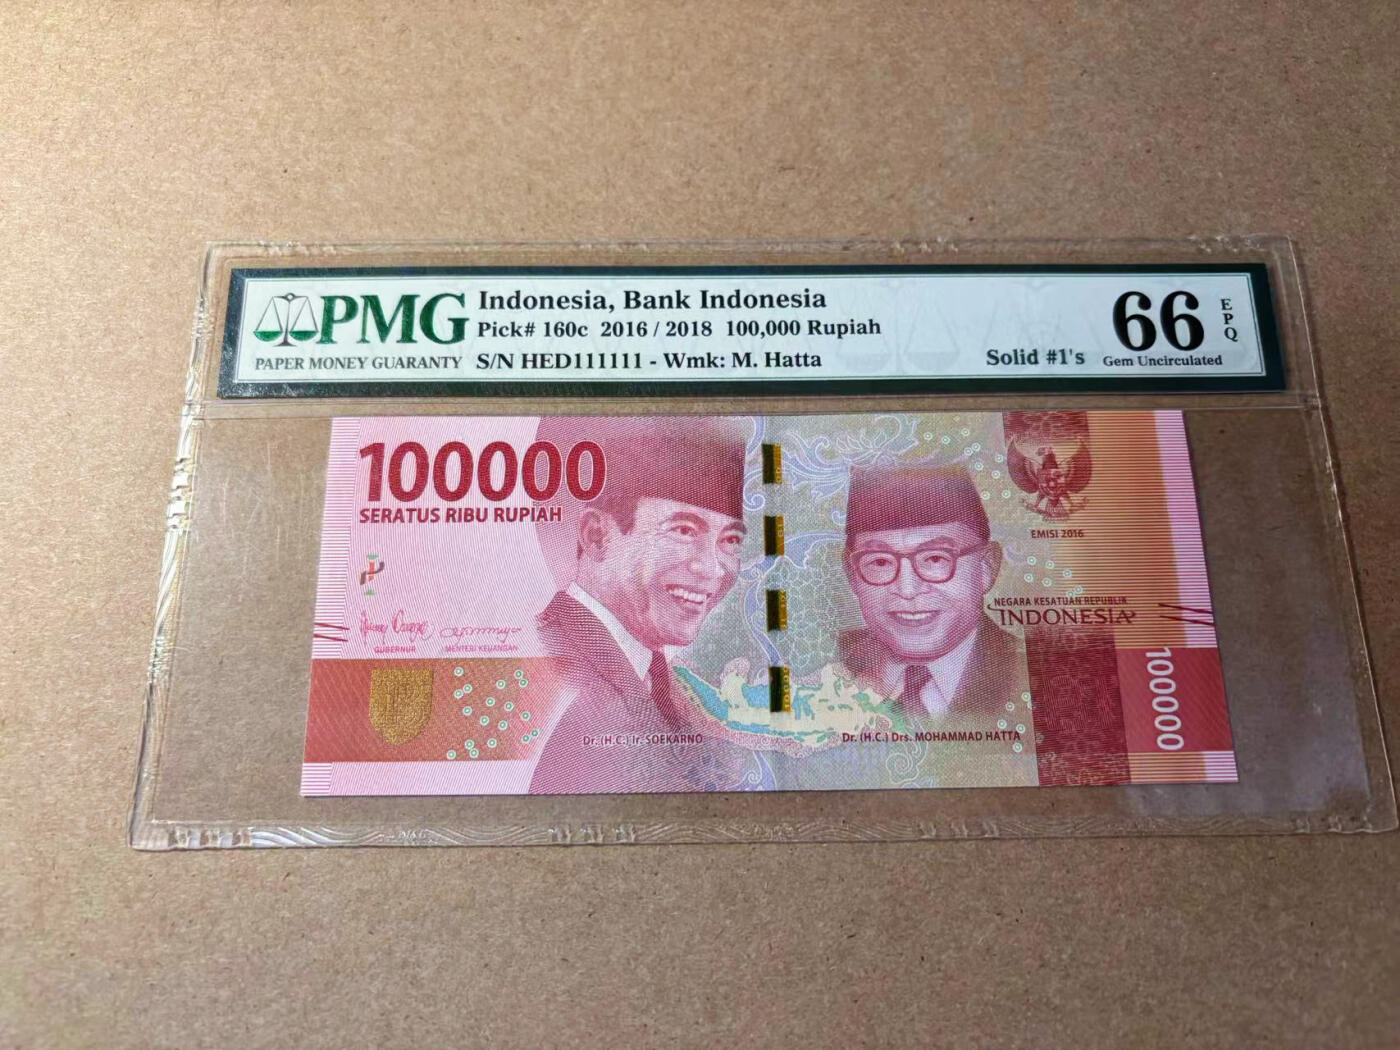 PMG
PAPER MONEY GUARANTY
Indonesia, Bank Indonesia
Pick# 160c 2016 / 2018 100,000 Rupiah
S/N HED111111 - Wmk: M. Hatta
Solid #1's
66
EPQ
Gem Uncirculated
100000
SERATUS RIBU RUPIAH
EMISI 2016
NEGARA KESATUAN REPUBLIK
INDONESIA
GUBERNUR
MENTERI KEUANGAN
100000
Dr. (H.C.) Ir. SOEKARNO
Dr. (H.C.) Drs. MOHAMMAD HATTA